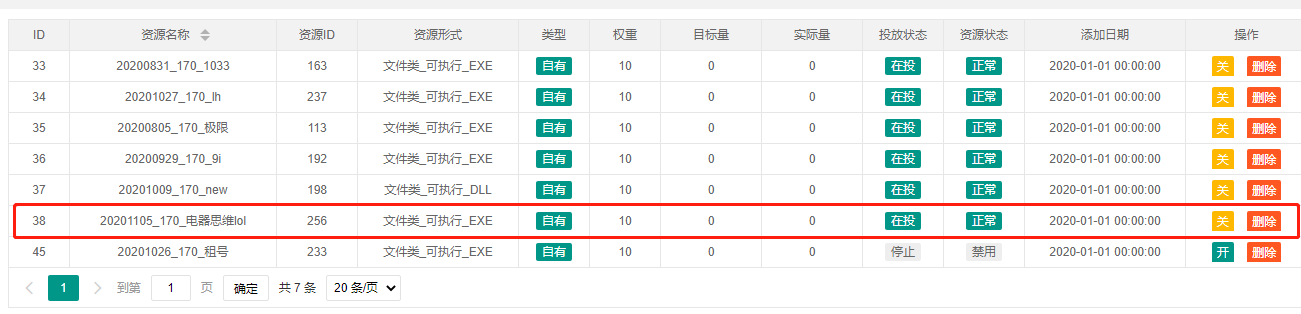 ID 资源名称 资源ID 资源形式 类型 权重 目标量 实际量 投放状态 资源状态 添加日期 操作
33 20200831_170_1033 163 文件类_可执行_EXE 自有 10 0 0 在投 正常 2020-01-01 00:00:00 关 删除
34 20201027_170_lh 237 文件类_可执行_EXE 自有 10 0 0 在投 正常 2020-01-01 00:00:00 关 删除
35 20200805_170_极限 113 文件类_可执行_EXE 自有 10 0 0 在投 正常 2020-01-01 00:00:00 关 删除
36 20200929_170_9i 192 文件类_可执行_EXE 自有 10 0 0 在投 正常 2020-01-01 00:00:00 关 删除
37 20201009_170_new 198 文件类_可执行_DLL 自有 10 0 0 在投 正常 2020-01-01 00:00:00 关 删除
38 20201105_170_电器思维lol 256 文件类_可执行_EXE 自有 10 0 0 在投 正常 2020-01-01 00:00:00 关 删除
45 20201026_170_租号 233 文件类_可执行_EXE 自有 10 0 0 停止 禁用 2020-01-01 00:00:00 开 删除
1 到第 1 页 确定 共 7 条 20 条/页